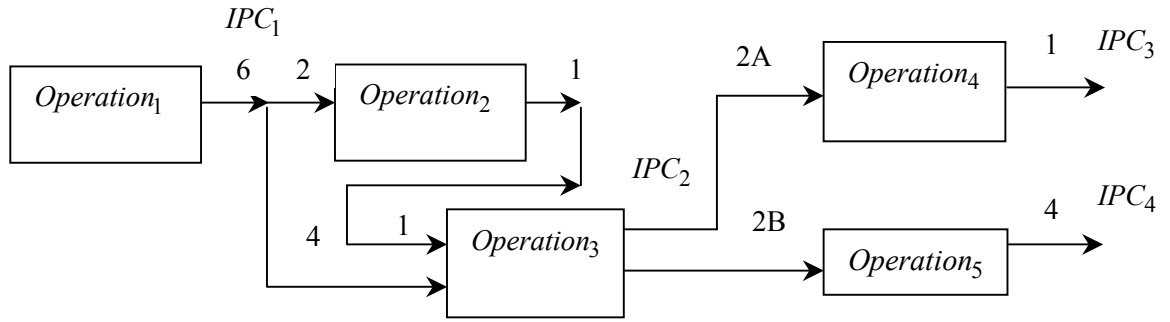 IPC1
6
2
1
2A
1
IPC3
Operation1
Operation2
Operation4
IPC2
4
1
Operation3
2B
4
IPC4
Operation5